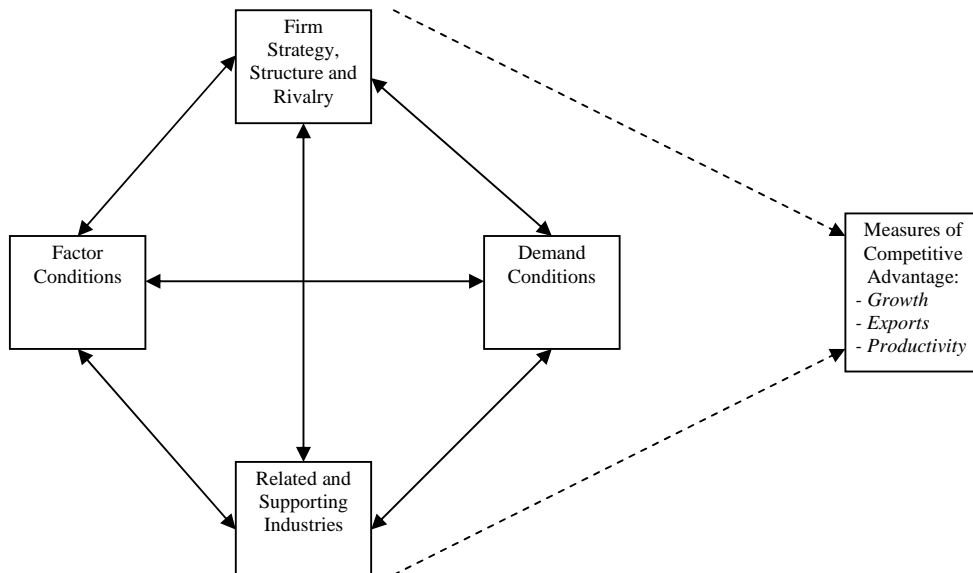 Firm
Strategy,
Structure and
Rivalry
Factor
Conditions
Demand
Conditions
Measures of
Competitive
Advantage:
- Growth
- Exports
- Productivity
Related and
Supporting
Industries